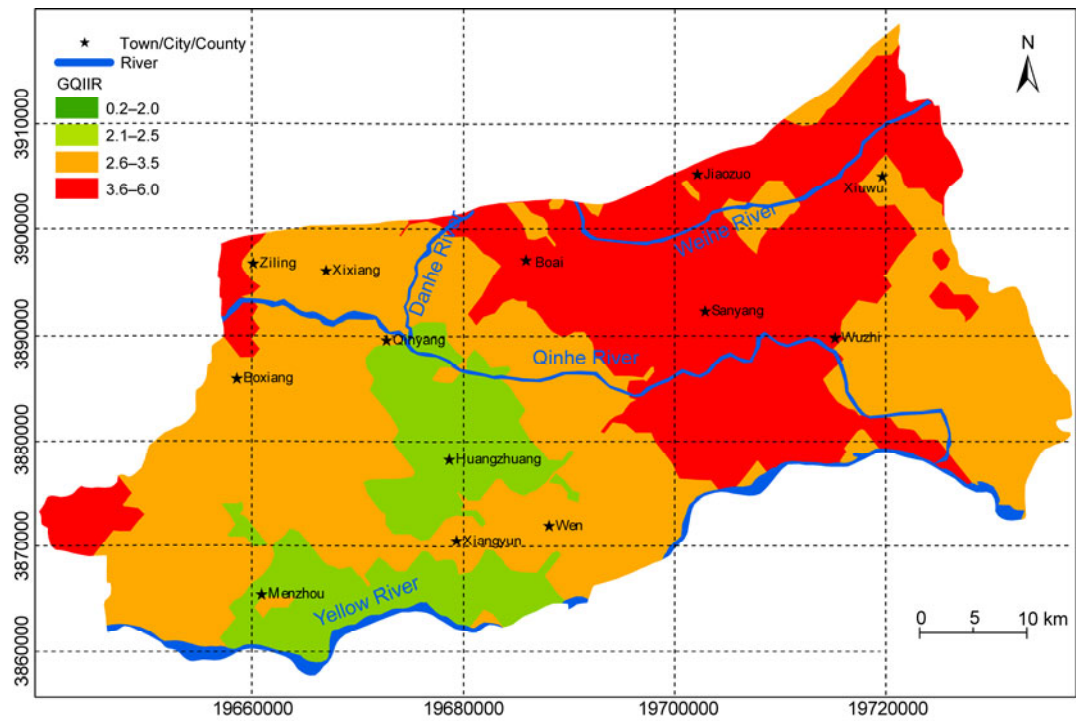 Town/City/County
River
GQIIR
0.2–2.0
2.1–2.5
2.6–3.5
3.6–6.0
N
3910000
3900000
3890000
3880000
3870000
3860000
Jiaozuo
Xiuwu
Weihe River
Danhe River
Ziling
Xixiang
Boai
Sanyang
Qinyang
Qinhe River
Wuzhi
Boxiang
Huangzhuang
Wen
Xiangyun
Menzhou
Yellow River
0 5 10 km
19660000 19680000 19700000 19720000